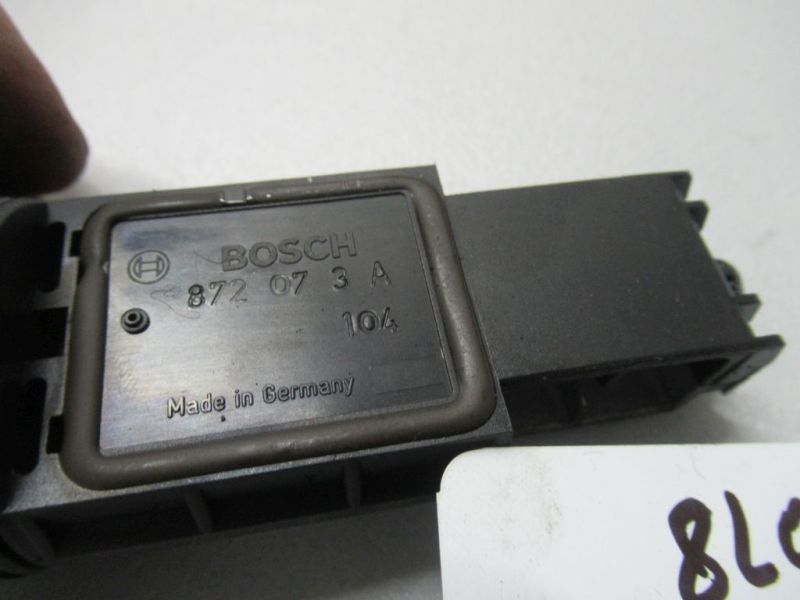 BOSCH
872 07 3 A
104
Made in Germany